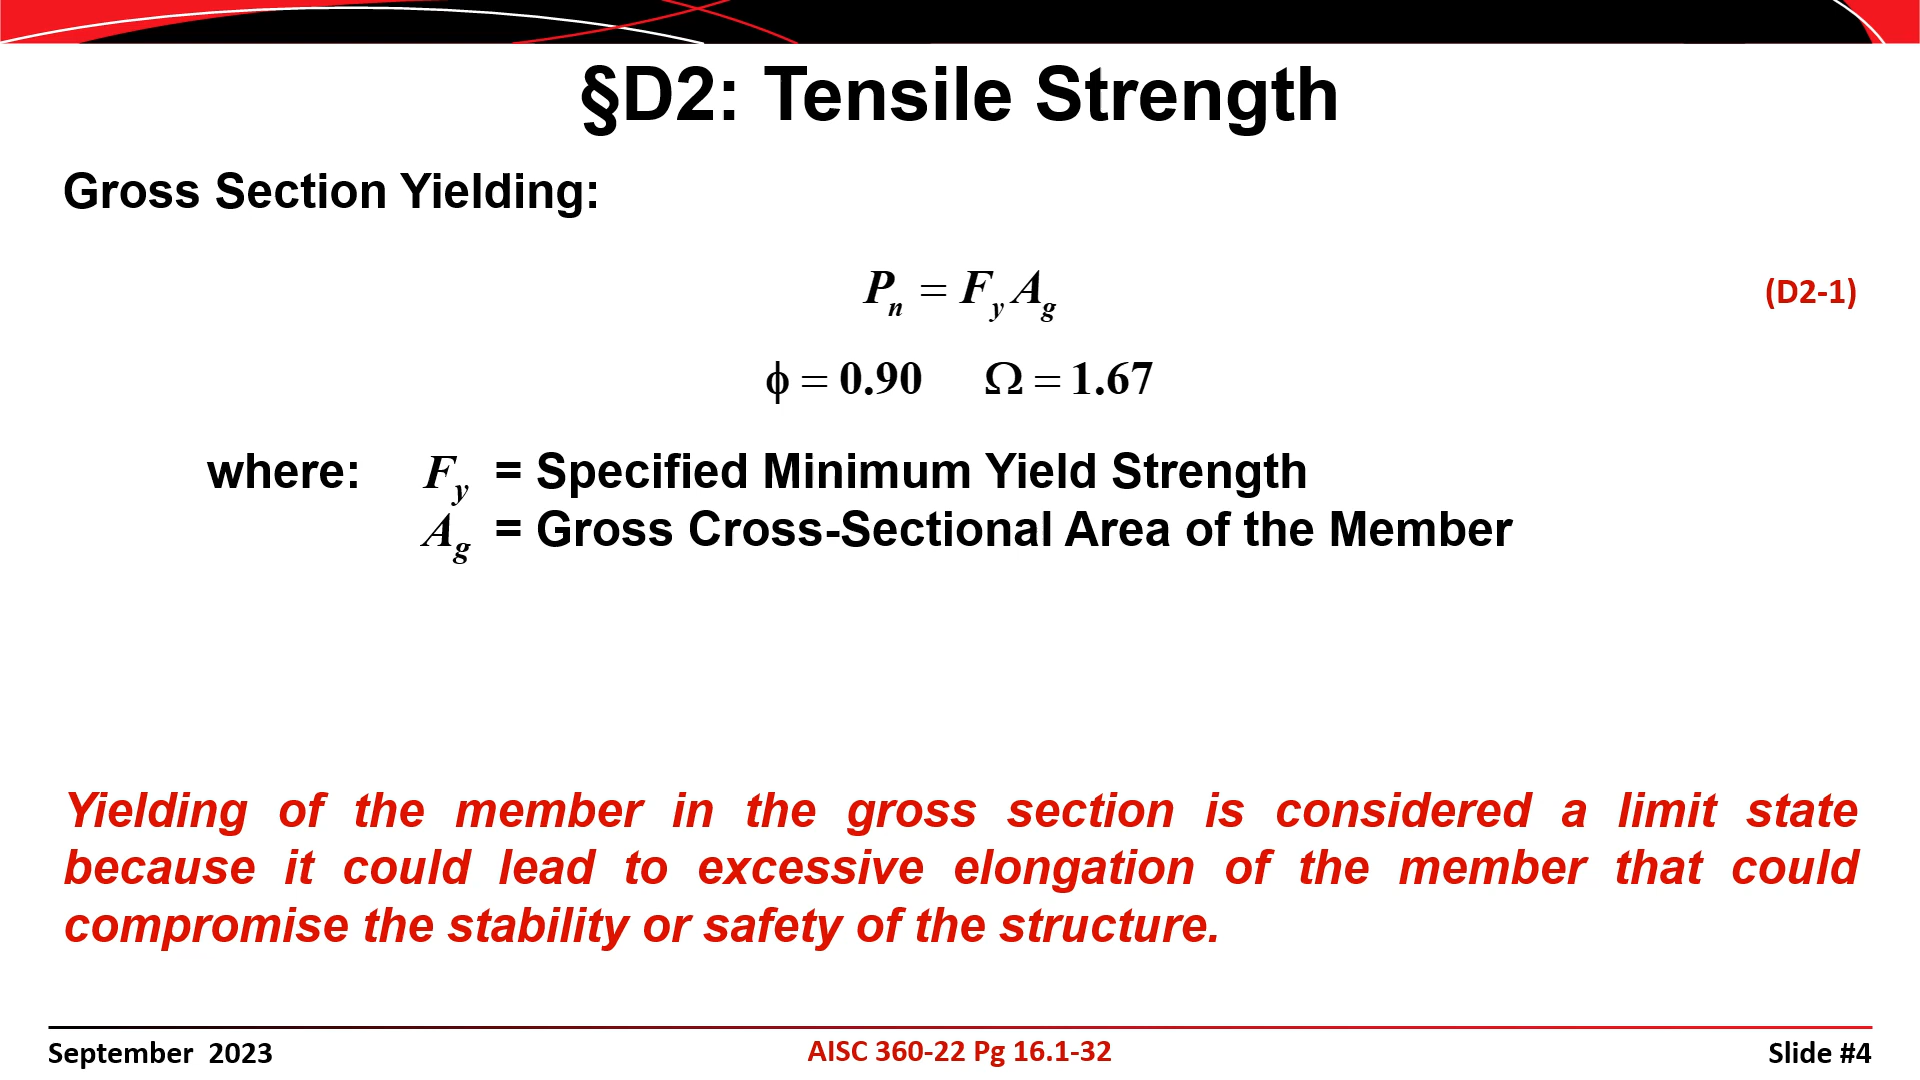 §D2: Tensile Strength
Gross Section Yielding:
Pn = Fy Ag (D2-1)
ϕ = 0.90 Ω = 1.67
where: Fy = Specified Minimum Yield Strength
Ag = Gross Cross-Sectional Area of the Member
Yielding of the member in the gross section is considered a limit state
because it could lead to excessive elongation of the member that could
compromise the stability or safety of the structure.
September 2023 AISC 360-22 Pg 16.1-32 Slide #4